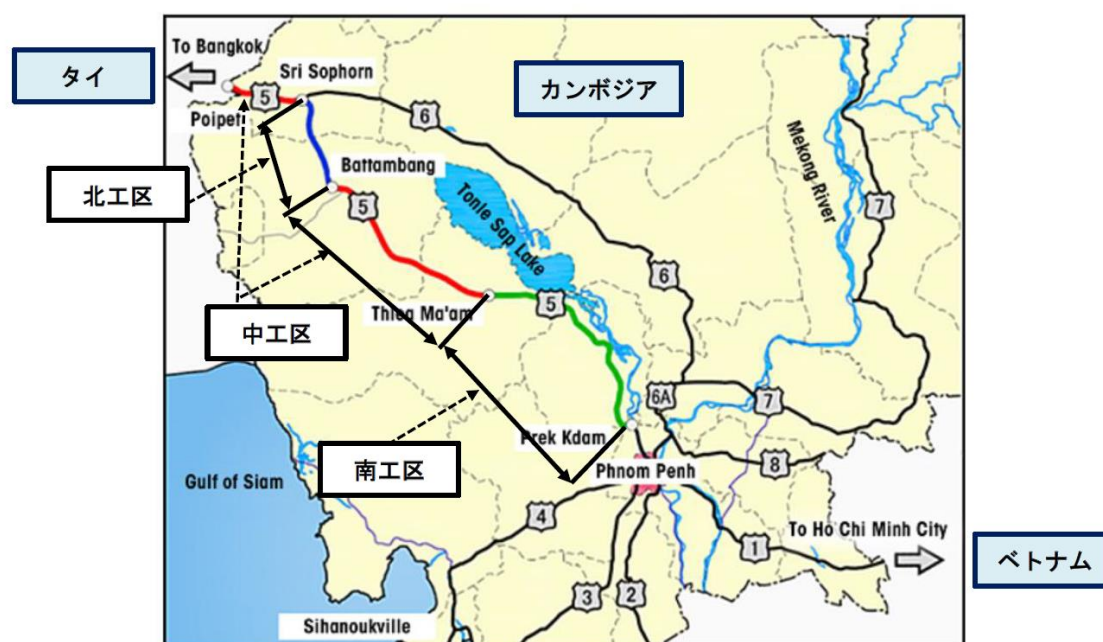 To Bangkok
タイ
Sri Sophorn
カンボジア
5
Poipet
6
Mekong River
北工区
Battambang
5
Tonle Sap Lake
7
6
中工区
Thlea Ma'am
5
6A
7
南工区
Prek Kdam
Gulf of Siam
Phnom Penh
8
4
To Ho Chi Minh City
1
ベトナム
3
2
Sihanoukville